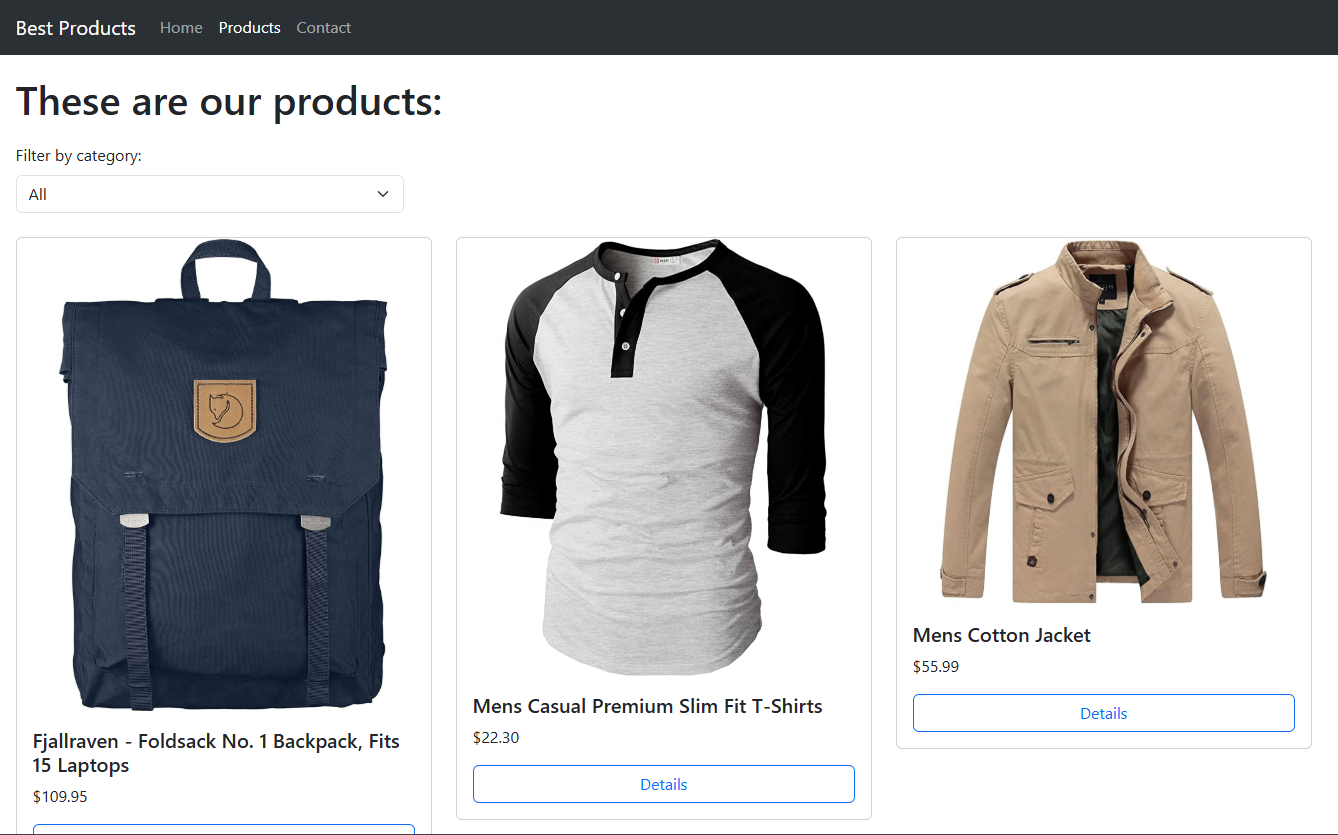 Best Products Home Products Contact
These are our products:
Filter by category:
All
Fjallraven - Foldsack No. 1 Backpack, Fits
15 Laptops
$109.95
Mens Casual Premium Slim Fit T-Shirts
$22.30
Details
Mens Cotton Jacket
$55.99
Details